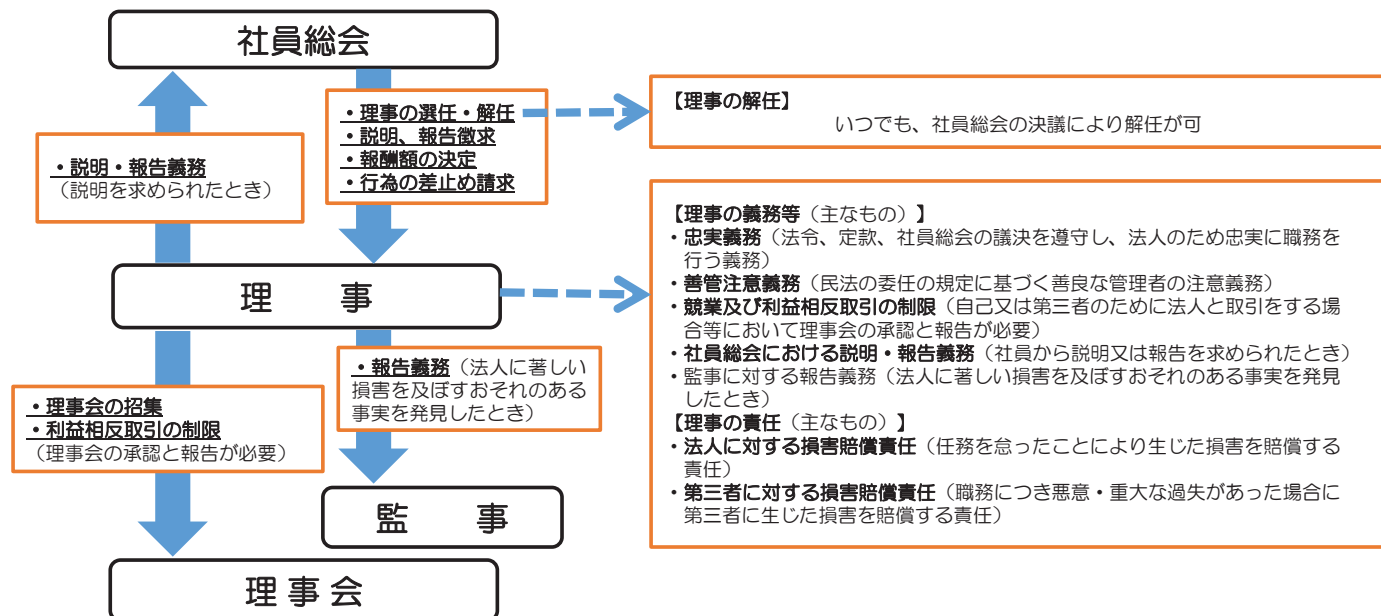 社員総会
・理事の選任・解任
・説明、報告徴求
・報酬額の決定
・行為の差止め請求
【理事の解任】
いつでも、社員総会の決議により解任が可
・説明・報告義務
（説明を求められたとき）
理　事
【理事の義務等（主なもの）】
・忠実義務（法令、定款、社員総会の議決を遵守し、法人のため忠実に職務を
行う義務）
・善管注意義務（民法の委任の規定に基づく善良な管理者の注意義務）
・競業及び利益相反取引の制限（自己又は第三者のために法人と取引をする場
合等において理事会の承認と報告が必要）
・社員総会における説明・報告義務（社員から説明又は報告を求められたとき）
・監事に対する報告義務（法人に著しい損害を及ぼすおそれのある事実を発見
したとき）
【理事の責任（主なもの）】
・法人に対する損害賠償責任（任務を怠ったことにより生じた損害を賠償する
責任）
・第三者に対する損害賠償責任（職務につき悪意・重大な過失があった場合に
第三者に生じた損害を賠償する責任）
・報告義務（法人に著しい
損害を及ぼすおそれのある
事実を発見したとき）
・理事会の招集
・利益相反取引の制限
（理事会の承認と報告が必要）
監　事
理事会